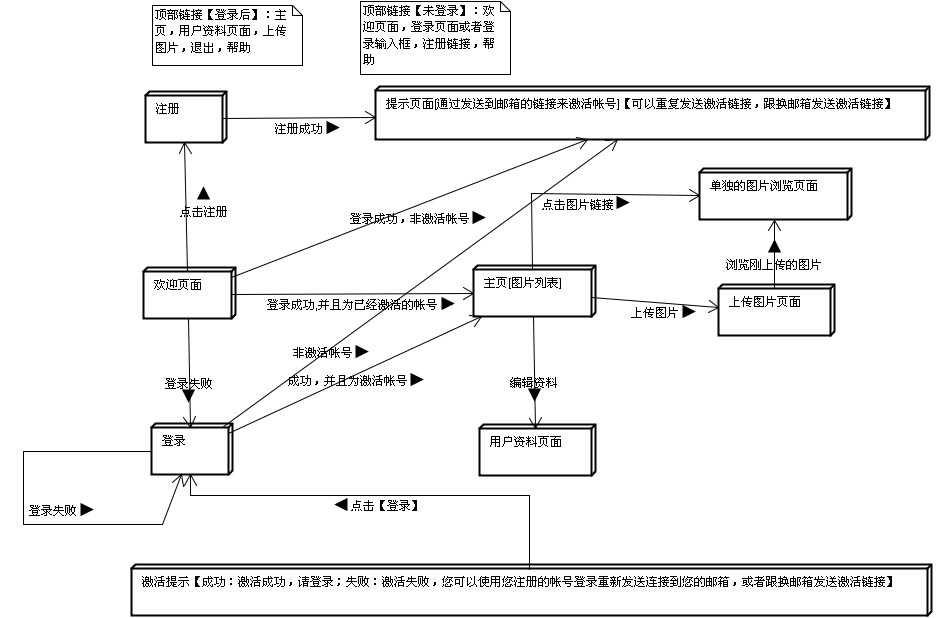 顶部链接【登录后】：主
页，用户资料页面，上传
图片，退出，帮助
顶部链接【未登录】：欢
迎页面，登录页面或者登
录输入框，注册链接，帮
助
注册
提示页面[通过发送到邮箱的链接来激活帐号]【可以重复发送激活链接，跟换邮箱发送激活链接】
注册成功
单独的图片浏览页面
点击图片链接
点击注册
登录成功，非激活帐号
浏览刚上传的图片
欢迎页面
主页[图片列表]
登录成功,并且为已经激活的帐号
上传图片页面
上传图片
非激活帐号
成功，并且为激活帐号
登录失败
编辑资料
登录
用户资料页面
登录失败
点击【登录】
激活提示【成功：激活成功，请登录；失败：激活失败，您可以使用您注册的帐号登录重新发送连接到您的邮箱，或者跟换邮箱发送激活链接】